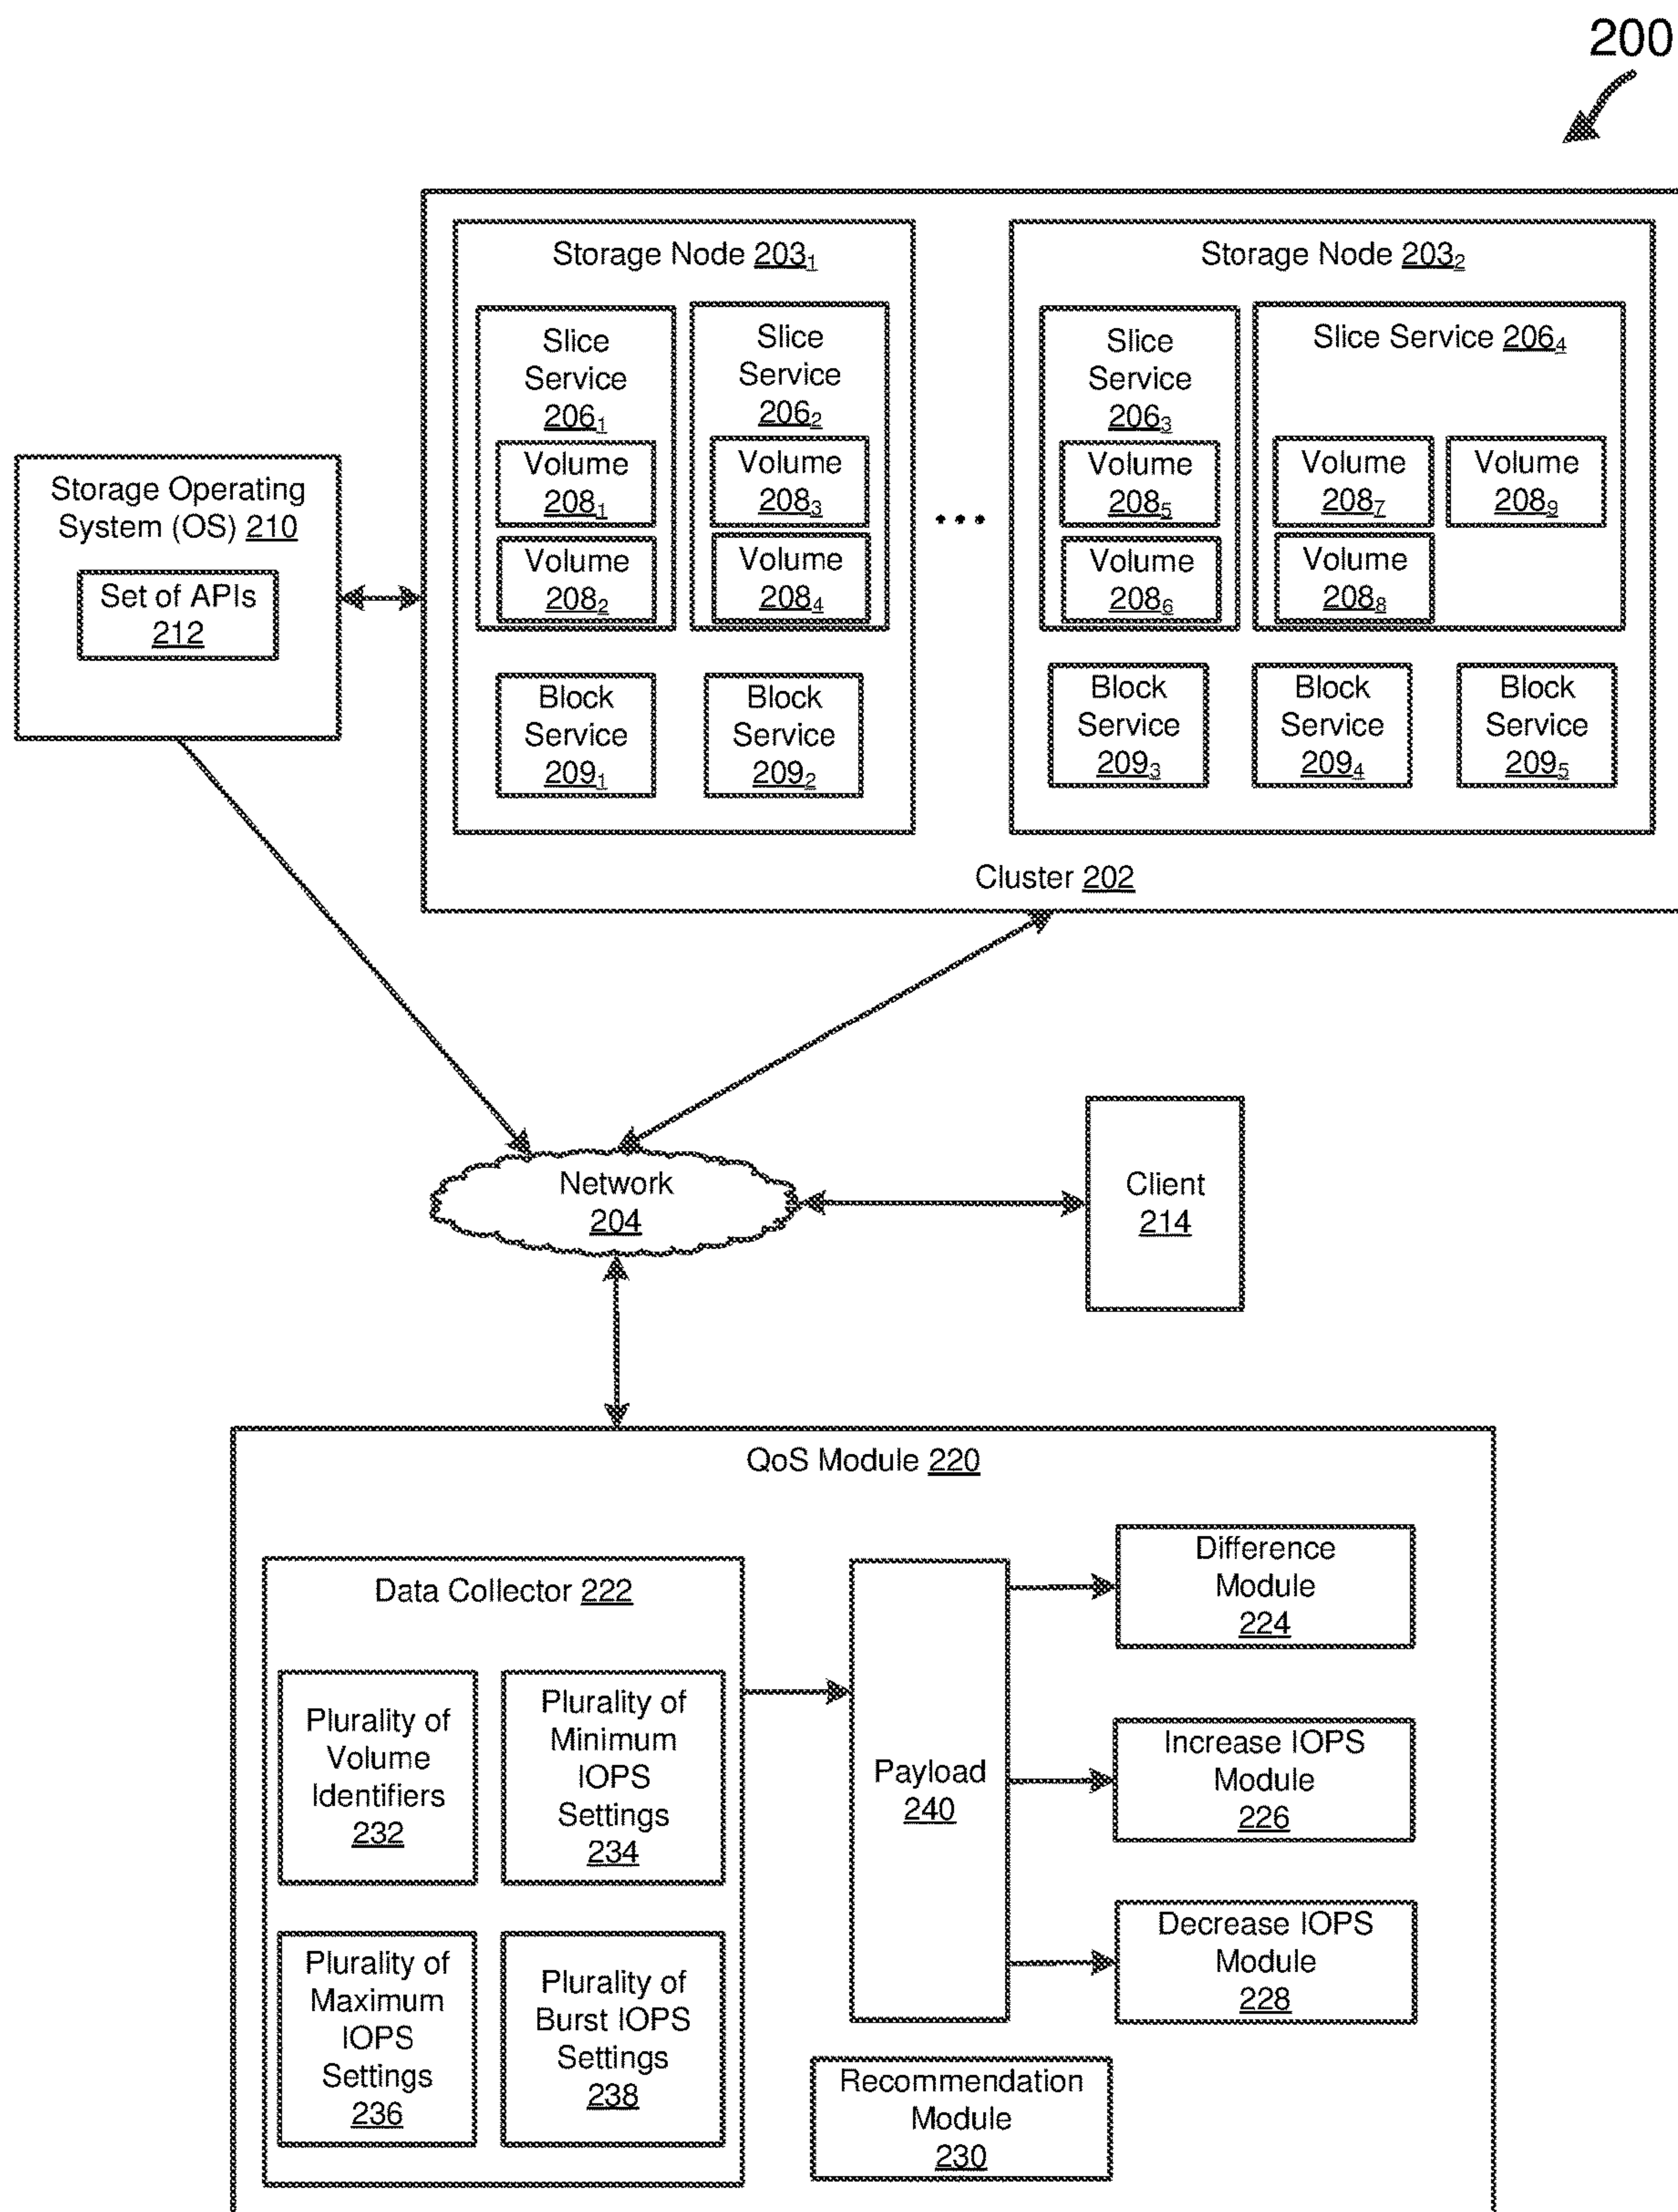 200
Storage Node 203₁
Storage Node 203₂
Slice
Service
206₁
Volume
208₁
Volume
208₂
Slice
Service
206₂
Volume
208₃
Volume
208₄
Slice
Service
206₃
Volume
208₅
Volume
208₆
Slice Service 206₄
Volume
208₇
Volume
208₉
Volume
208₈
Block
Service
209₁
Block
Service
209₂
...
Block
Service
209₃
Block
Service
209₄
Block
Service
209₅
Cluster 202
Storage Operating
System (OS) 210
Set of APIs
212
Network
204
Client
214
QoS Module 220
Data Collector 222
Plurality of
Volume
Identifiers
232
Plurality of
Minimum
IOPS
Settings
234
Plurality of
Maximum
IOPS
Settings
236
Plurality of
Burst IOPS
Settings
238
Payload
240
Difference
Module
224
Increase IOPS
Module
226
Decrease IOPS
Module
228
Recommendation
Module
230